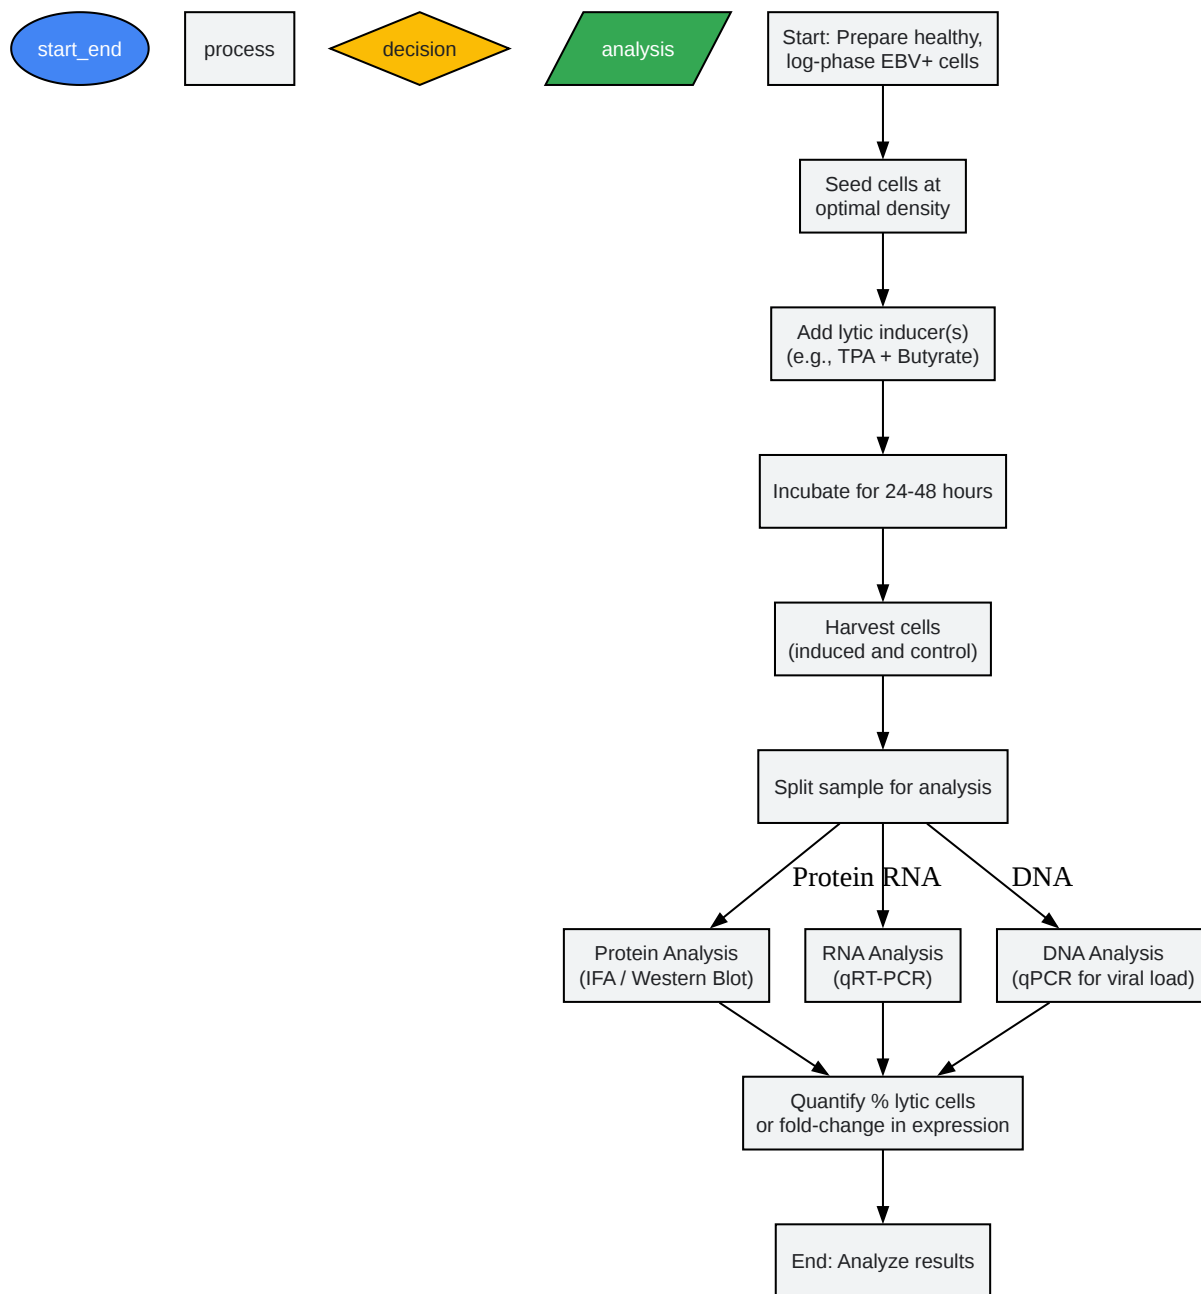 start_end
process
decision
analysis
Start: Prepare healthy,
log-phase EBV+ cells
Seed cells at
optimal density
Add lytic inducer(s)
(e.g., TPA + Butyrate)
Incubate for 24-48 hours
Harvest cells
(induced and control)
Split sample for analysis
Protein
RNA
DNA
Protein Analysis
(IFA / Western Blot)
RNA Analysis
(qRT-PCR)
DNA Analysis
(qPCR for viral load)
Quantify % lytic cells
or fold-change in expression
End: Analyze results